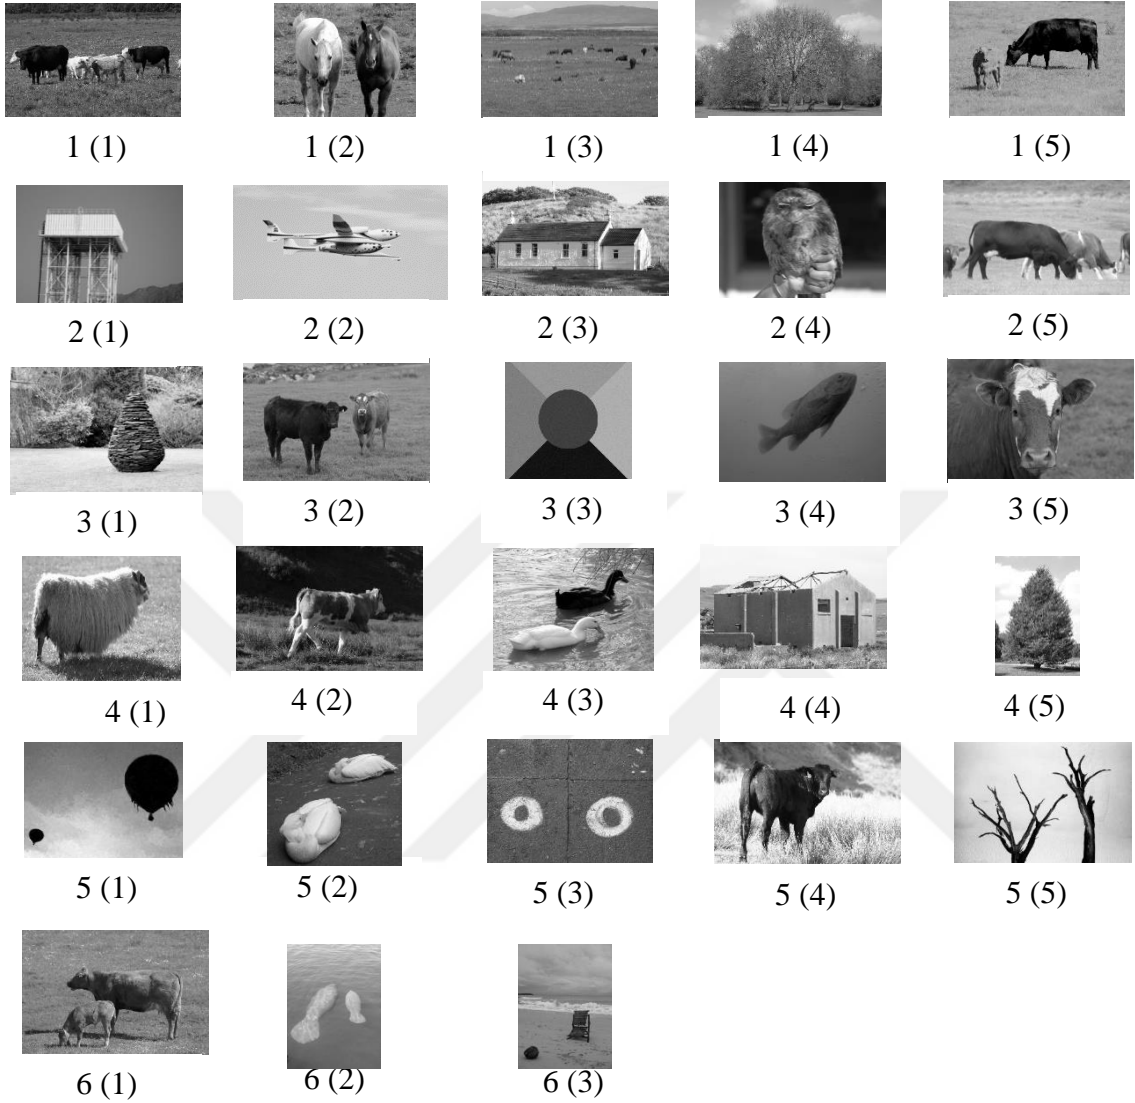 1 (1) 1 (2) 1 (3) 1 (4) 1 (5)
2 (1) 2 (2) 2 (3) 2 (4) 2 (5)
3 (1) 3 (2) 3 (3) 3 (4) 3 (5)
4 (1) 4 (2) 4 (3) 4 (4) 4 (5)
5 (1) 5 (2) 5 (3) 5 (4) 5 (5)
6 (1) 6 (2) 6 (3)